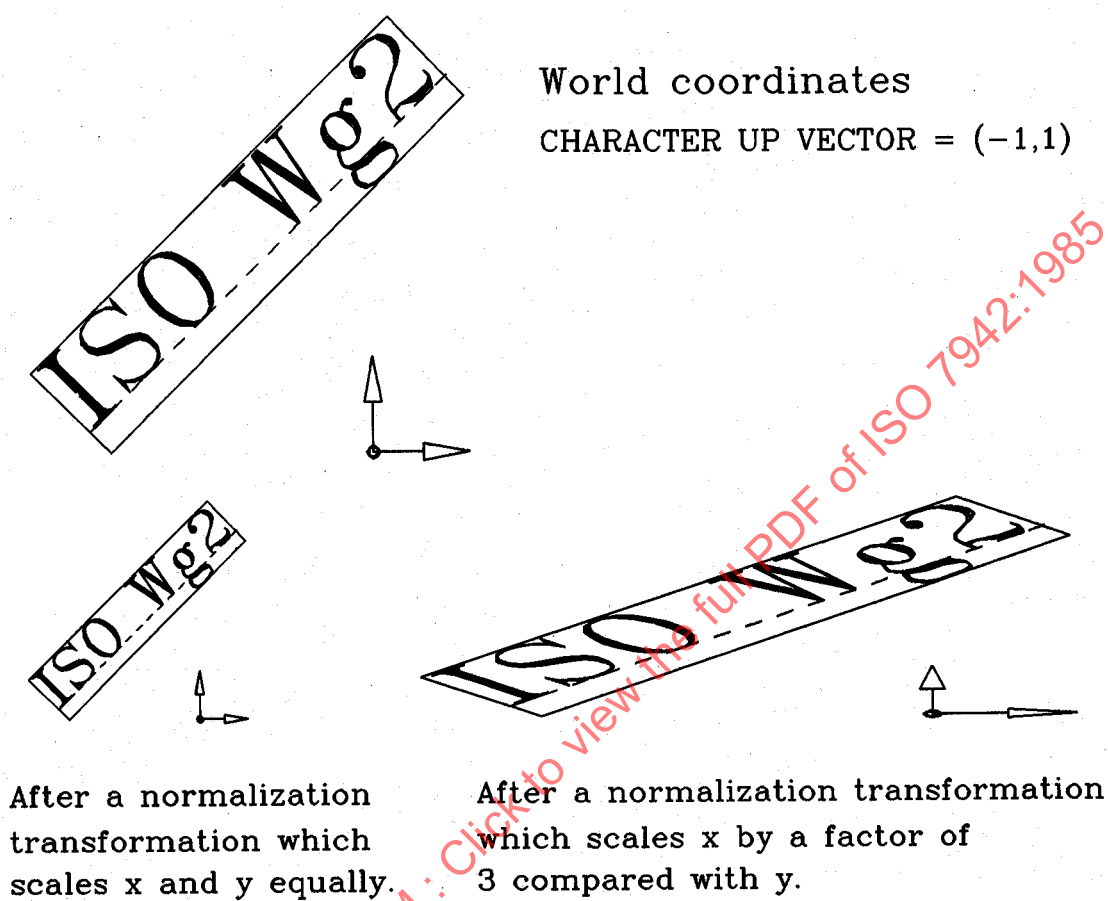 ISO Wg2
World coordinates
CHARACTER UP VECTOR = (-1,1)
ISO Wg2
ISO Wg2
After a normalization
transformation which
scales x and y equally.
After a normalization transformation
which scales x by a factor of
3 compared with y.
: Click to view the full PDF of ISO 7942:1985